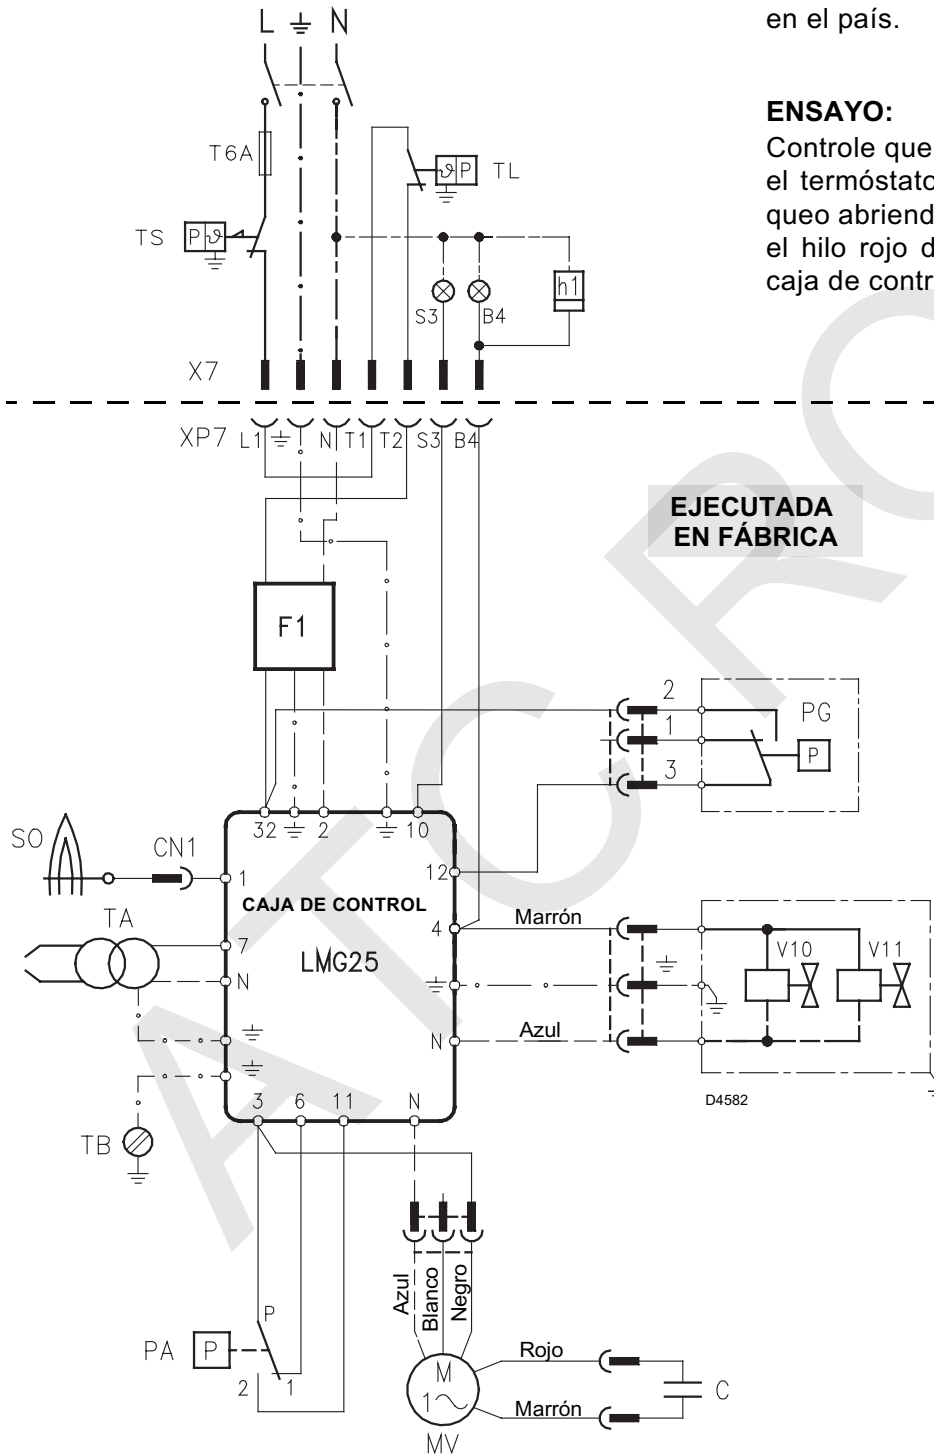 en el país.
ENSAYO:
Controle que
el termóstato
queo abriend
el hilo rojo d
caja de contr
L N
T6A
P TL
TS P
h1
S3 B4
X7
XP7 L1 N T1 T2 S3 B4
EJECUTADA
EN FÁBRICA
F1
2
PG
1
P
3
32 2 10
SO
CN1
1
12
CAJA DE CONTROL
TA
7
4
Marrón
V10 V11
LMG25
N
N
Azul
D4582
3 6 11 N
TB
Azul
Blanco
Negro
P
PA P
2 1
Rojo
M
1
C
Marrón
MV
ATC RO